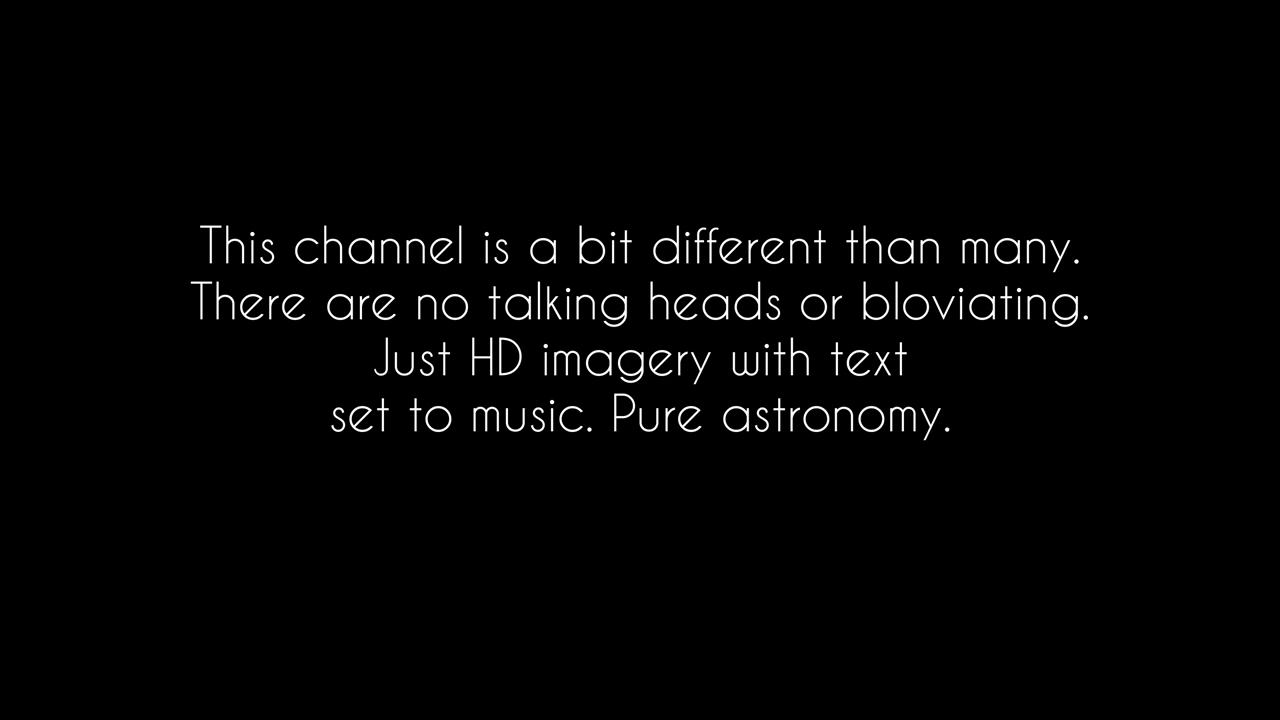 This channel is a bit different than many.
There are no talking heads or bloviating.
Just HD imagery with text
set to music. Pure astronomy.